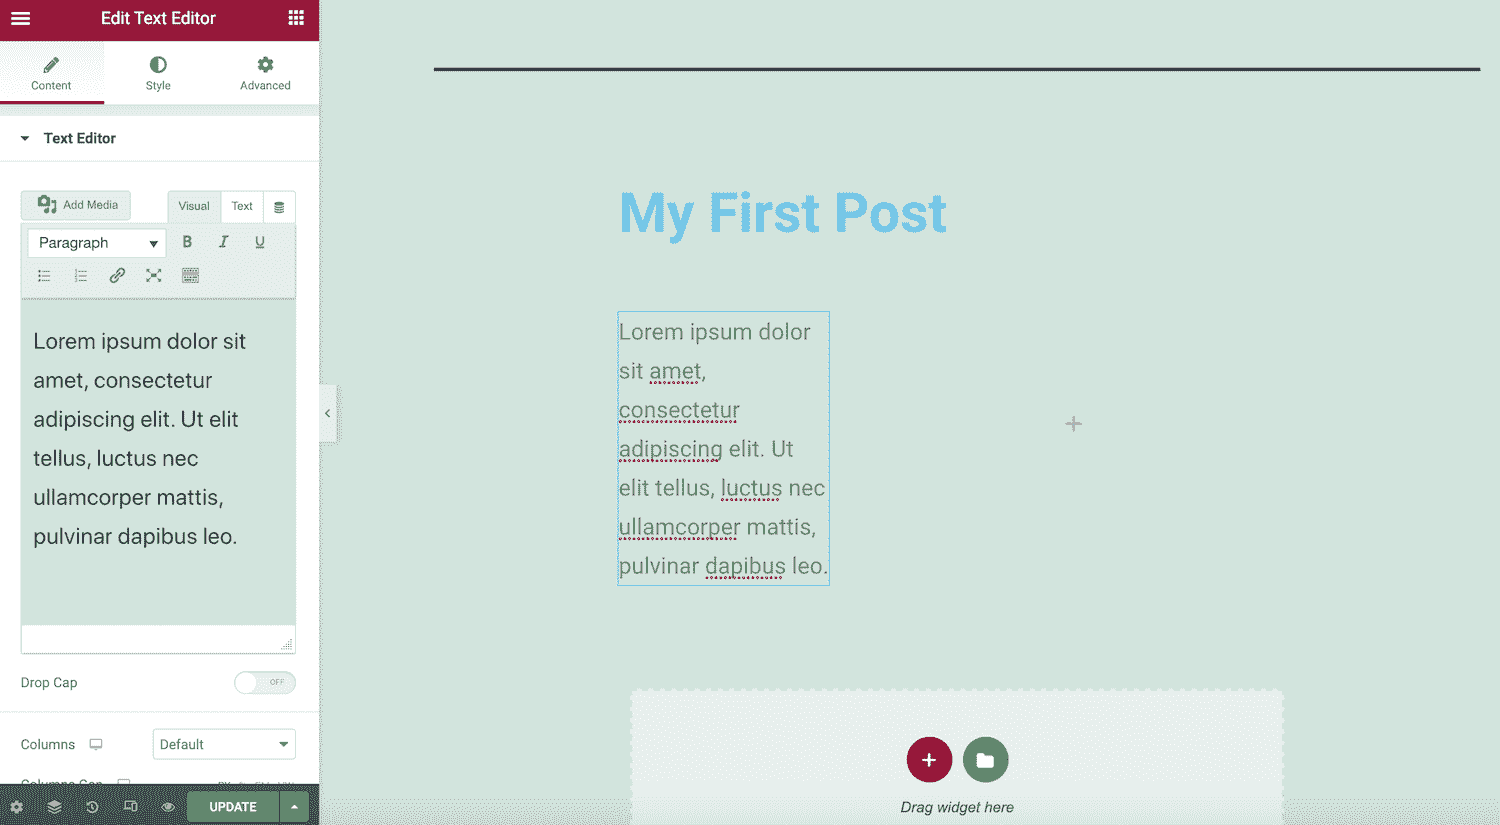 Edit Text Editor
Content
Style
Advanced
Text Editor
Add Media
Visual
Text
Paragraph
B
I
U
Lorem ipsum dolor sit
amet, consectetur
adipiscing elit. Ut elit
tellus, luctus nec
ullamcorper mattis,
pulvinar dapibus leo.
Drop Cap
OFF
Columns
Default
Columns Gap
UPDATE
My First Post
Lorem ipsum dolor
sit amet,
consectetur
adipiscing elit. Ut
elit tellus, luctus nec
ullamcorper mattis,
pulvinar dapibus leo.
Drag widget here